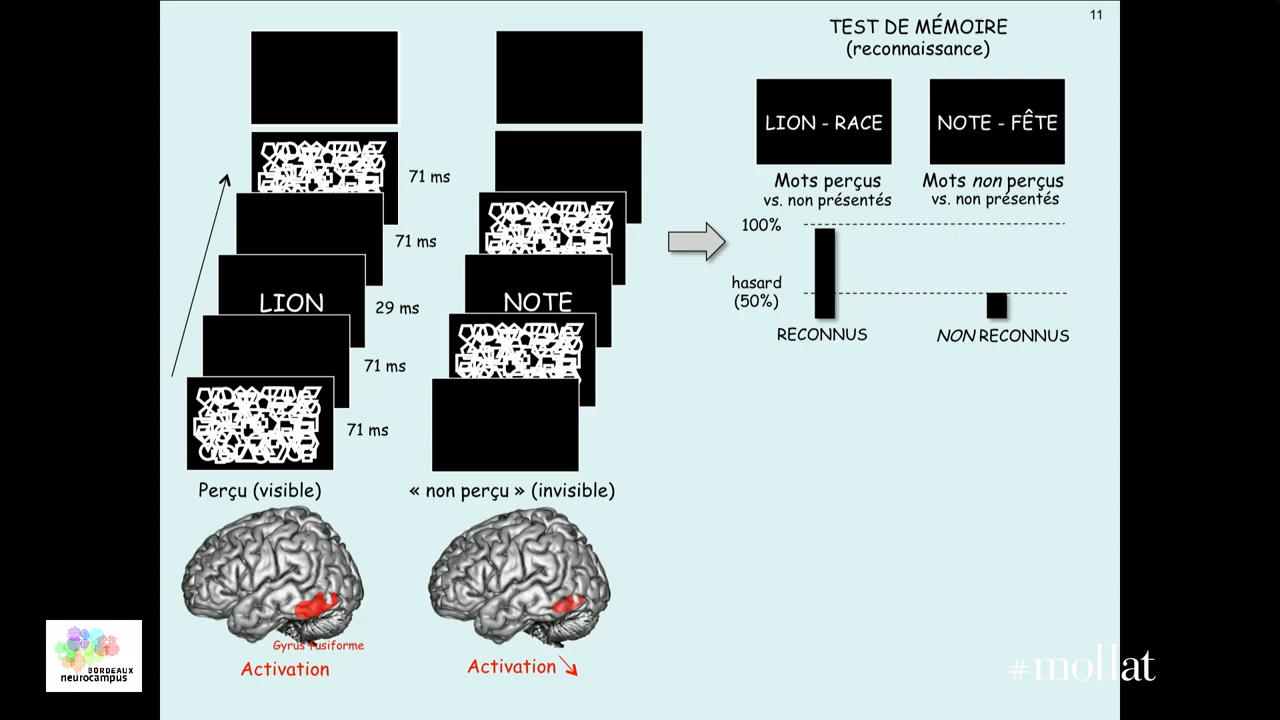 11
TEST DE MÉMOIRE
(reconnaissance)
LION - RACE
NOTE - FÊTE
Mots perçus
vs. non présentés
Mots non perçus
vs. non présentés
71 ms
71 ms
LION
29 ms
71 ms
71 ms
NOTE
100%
hasard
(50%)
RECONNUS
NON RECONNUS
Perçu (visible)
« non perçu » (invisible)
Gyrus fusiforme
Activation
Activation
BORDEAUX
neurocampus
#mollat